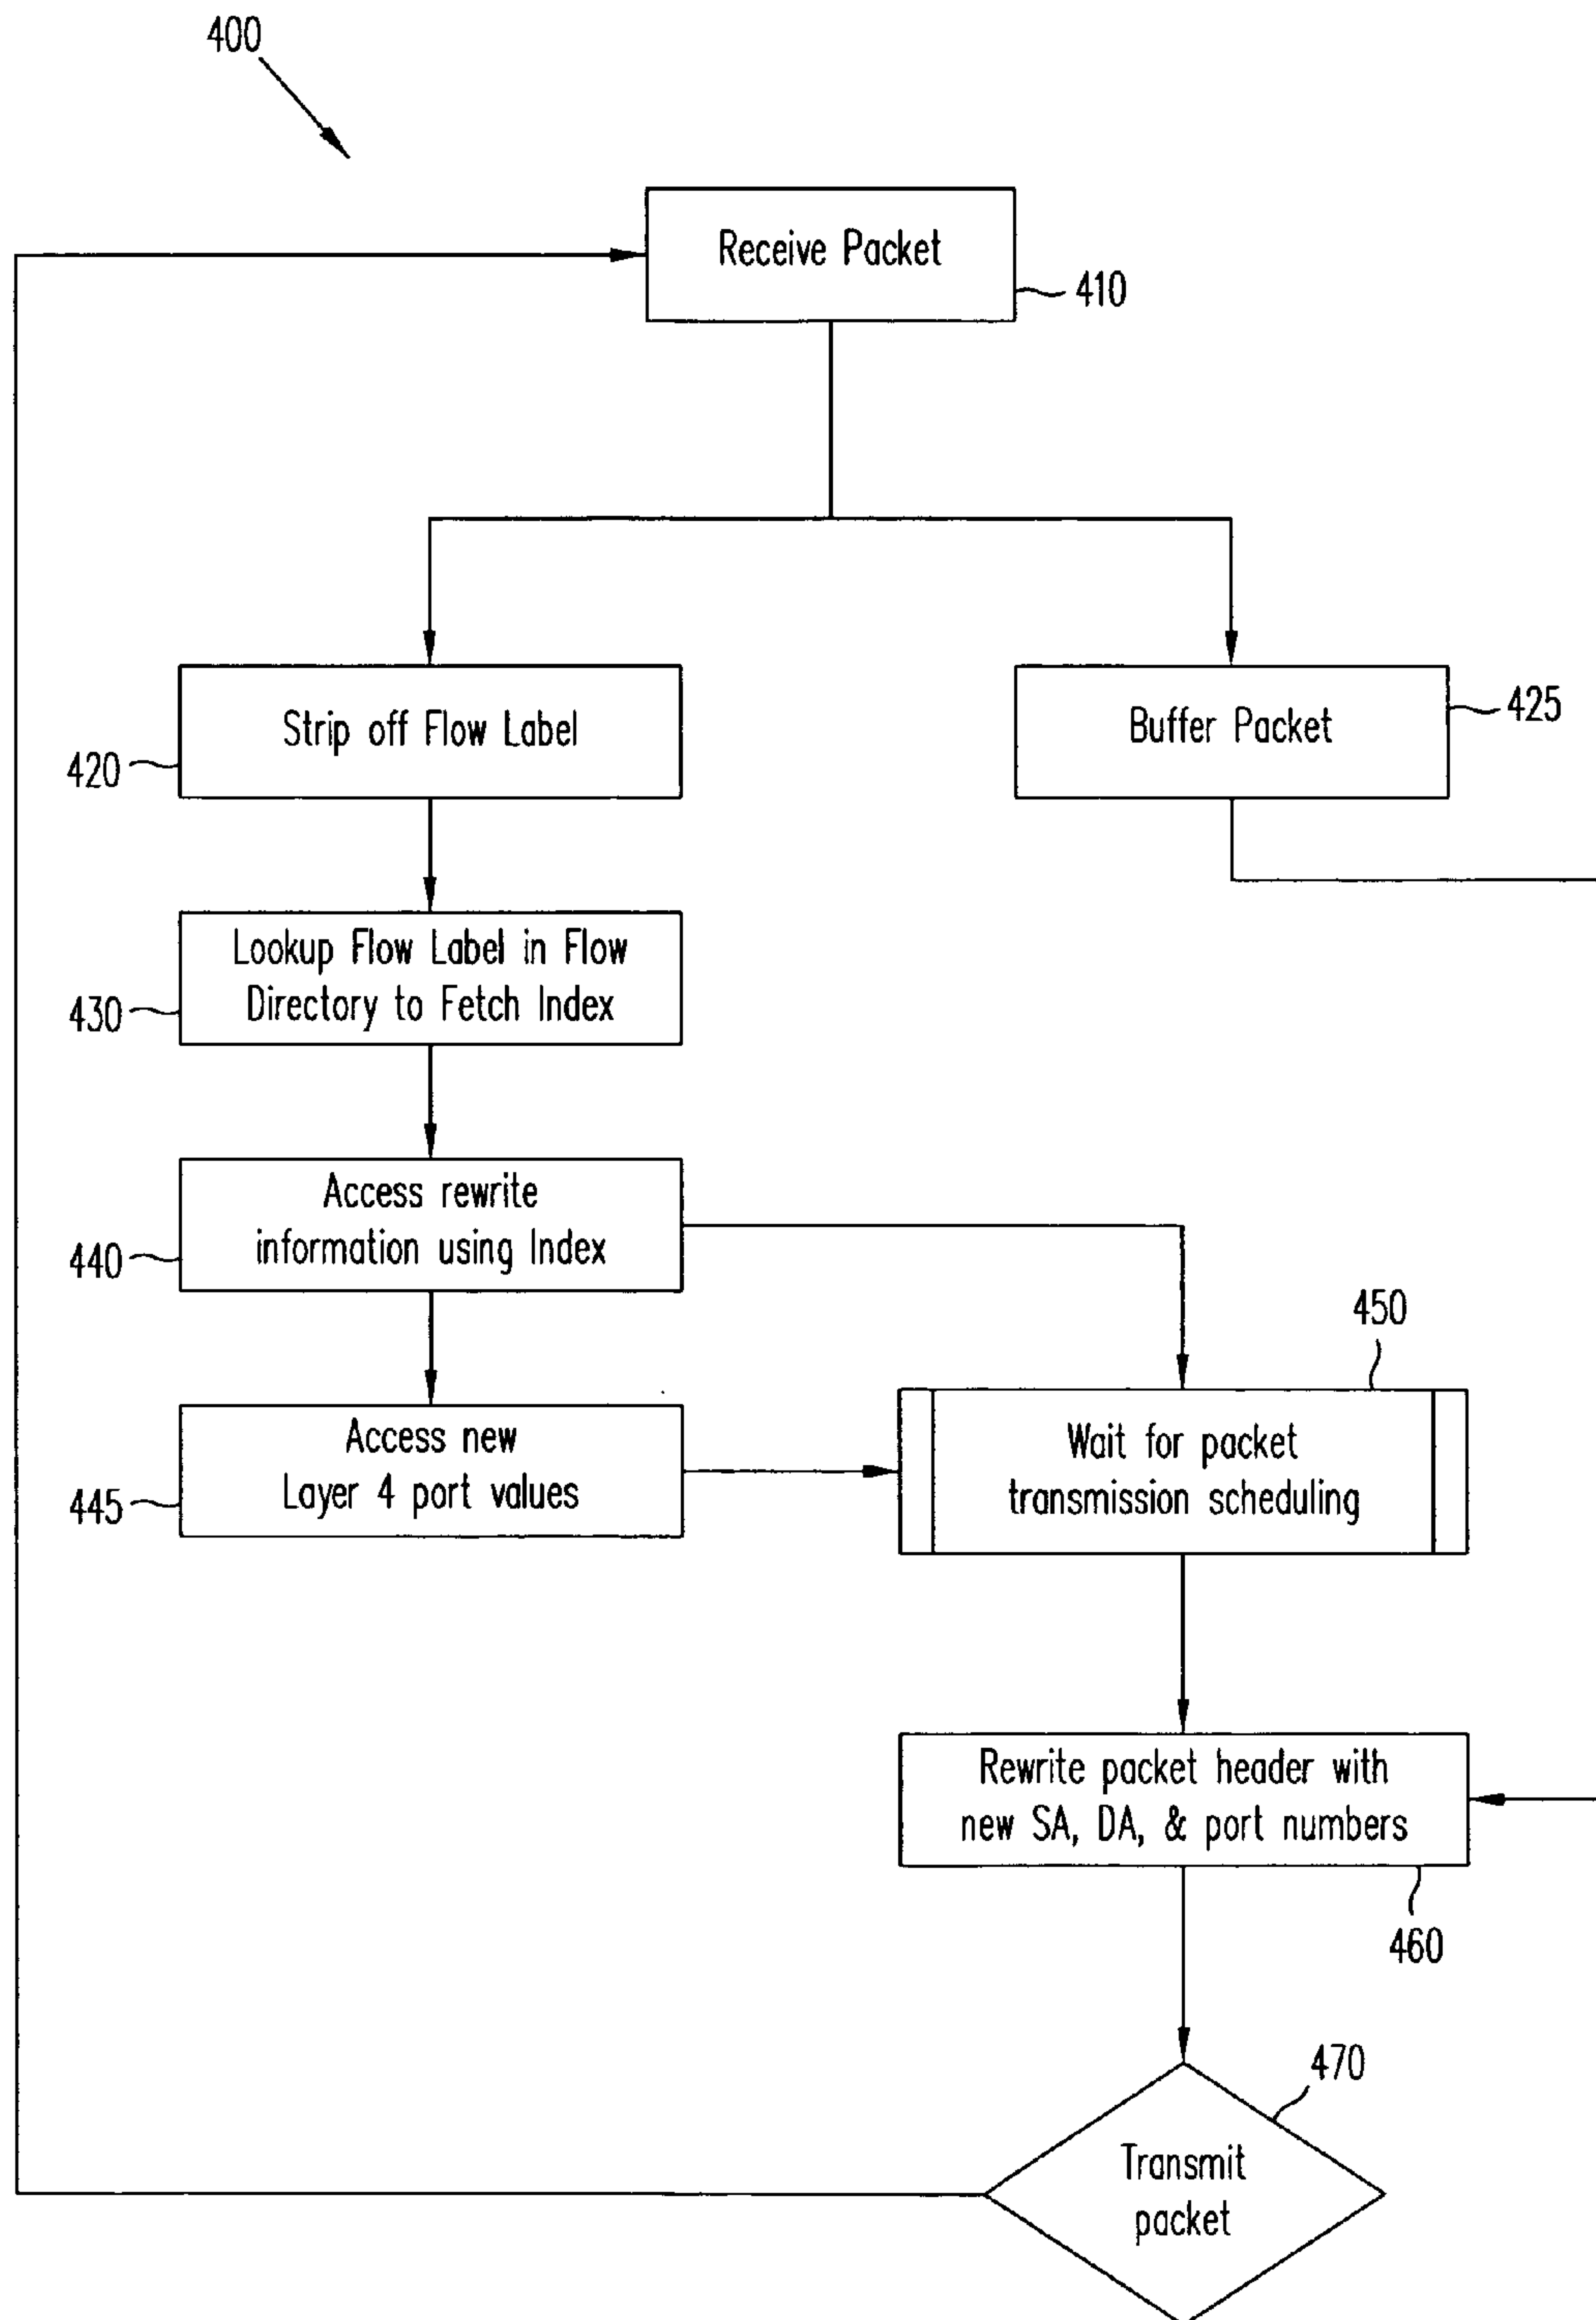 400
Receive Packet
410
Strip off Flow Label
420
Buffer Packet
425
Lookup Flow Label in Flow
Directory to Fetch Index
430
Access rewrite
information using Index
440
450
Access new
Layer 4 port values
445
Wait for packet
transmission scheduling
Rewrite packet header with
new SA, DA, & port numbers
460
470
Transmit
packet